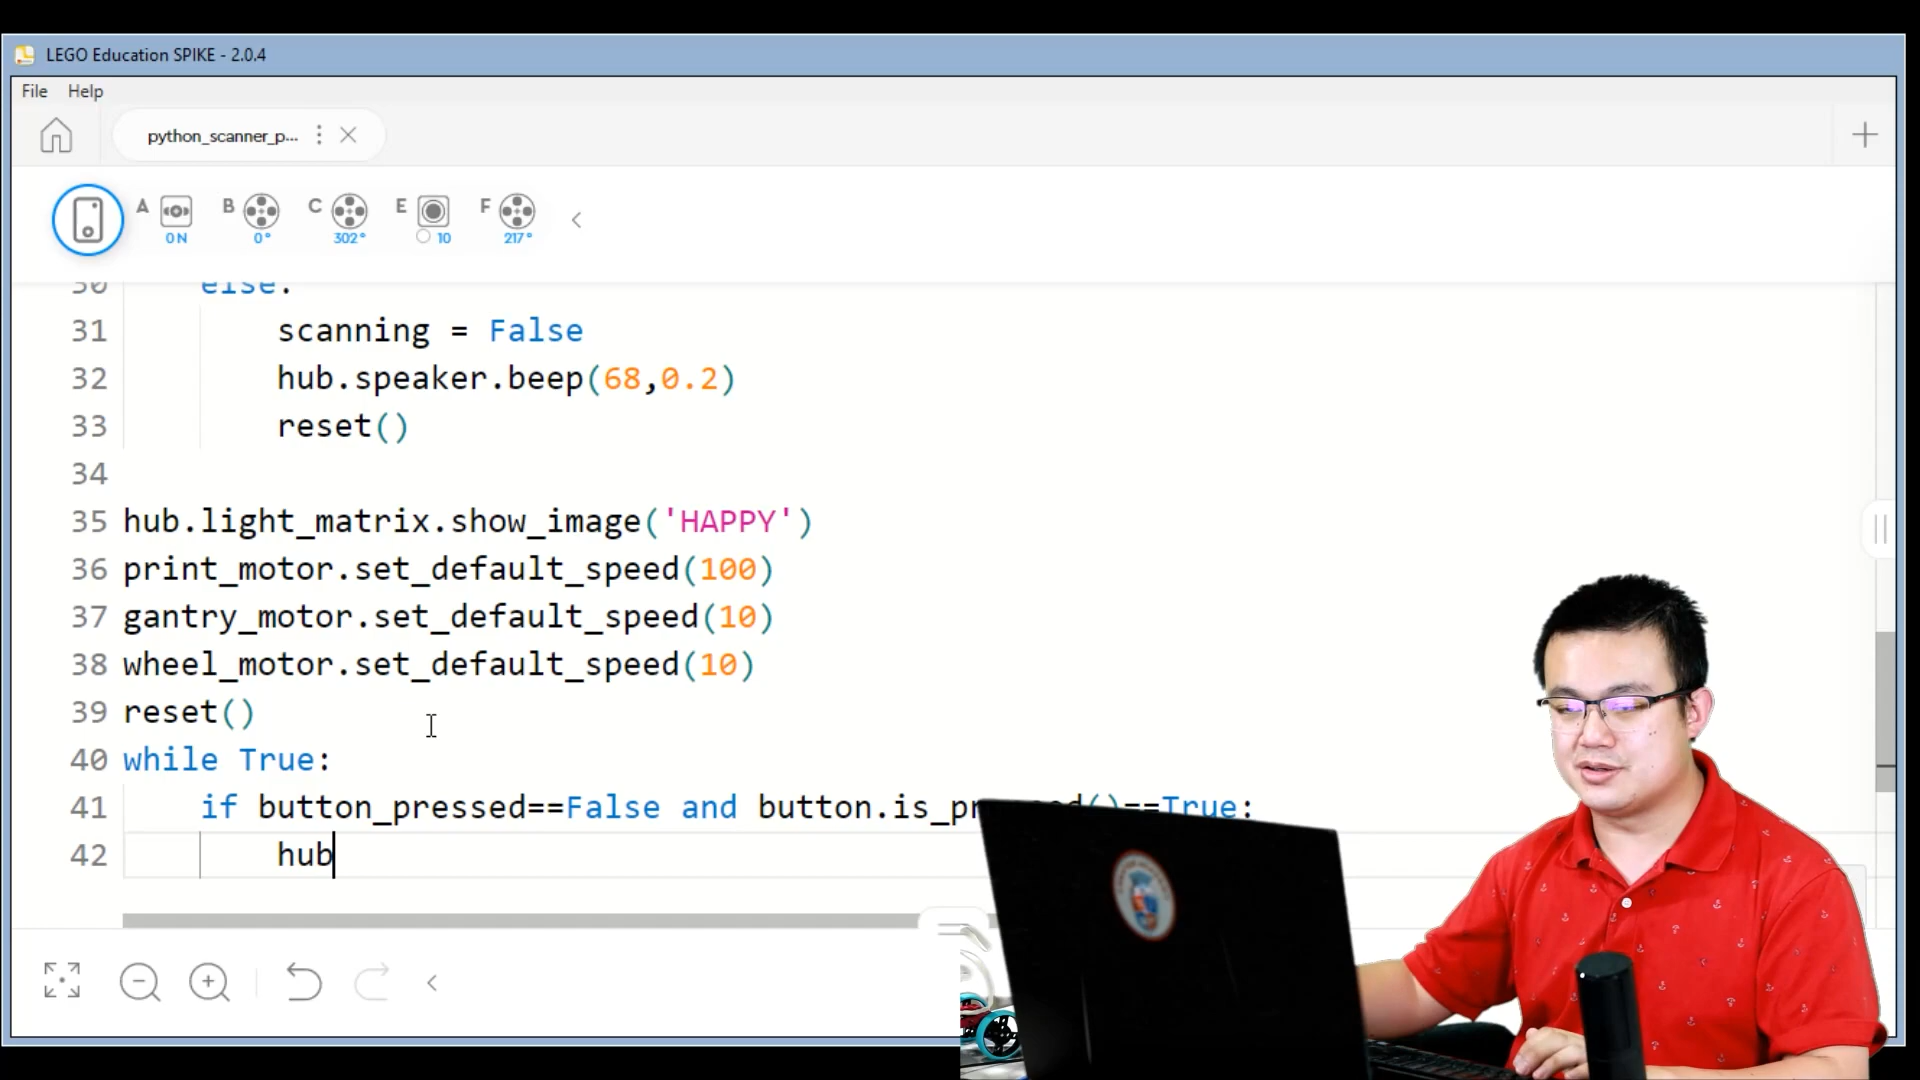 LEGO Education SPIKE - 2.0.4
File Help
python_scanner_p...
A B C E F
0N 0° 302° 10 217°
30 else:
31 scanning = False
32 hub.speaker.beep(68,0.2)
33 reset()
34
35 hub.light_matrix.show_image('HAPPY')
36 print_motor.set_default_speed(100)
37 gantry_motor.set_default_speed(10)
38 wheel_motor.set_default_speed(10)
39 reset()
40 while True:
41 if button_pressed==False and button.is_pressed()==True:
42 hub